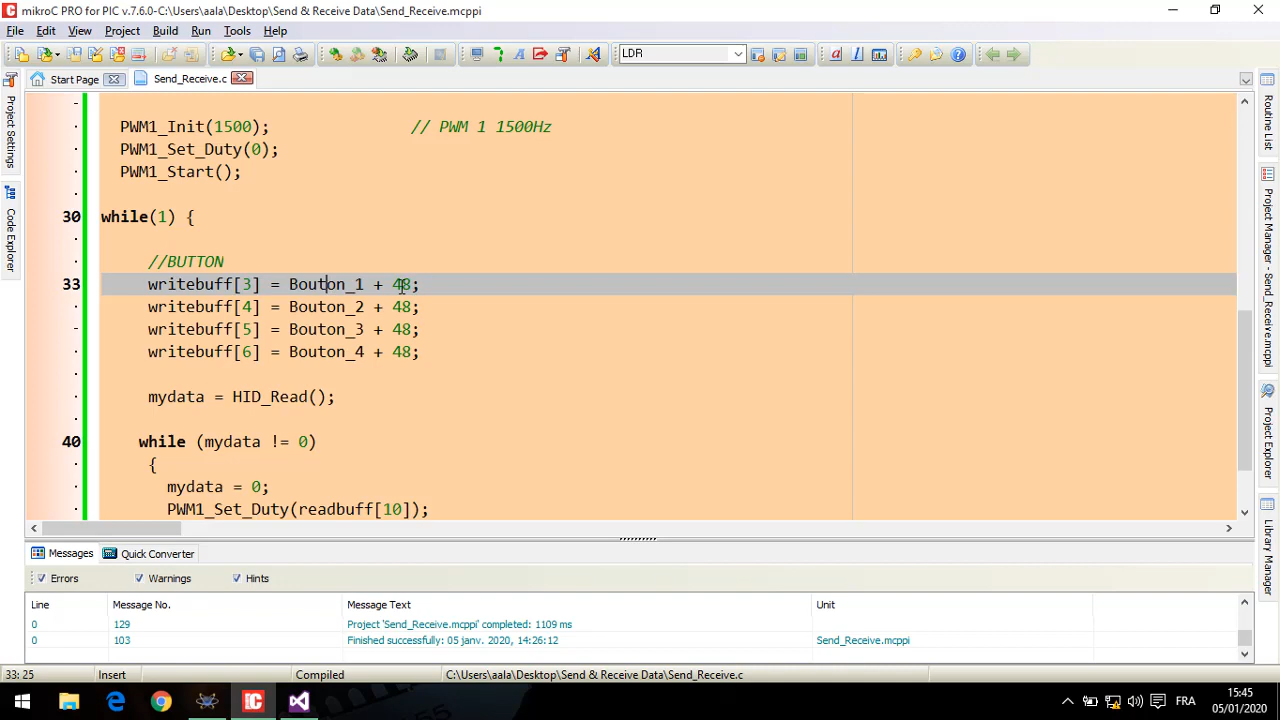 mikroC PRO for PIC v.7.6.0-C:\Users\aala\Desktop\Send & Receive Data\Send_Receive.mcppi
File Edit View Project Build Run Tools Help
LDR
Start Page Send_Receive.c
Project Settings
Code Explorer
PWM1_Init(1500); // PWM 1 1500Hz
PWM1_Set_Duty(0);
PWM1_Start();
30 while(1) {
//BUTTON
33 writebuff[3] = Bouton_1 + 48;
writebuff[4] = Bouton_2 + 48;
writebuff[5] = Bouton_3 + 48;
writebuff[6] = Bouton_4 + 48;
mydata = HID_Read();
40 while (mydata != 0)
{
mydata = 0;
PWM1_Set_Duty(readbuff[10]);
Routine List
Project Manager - Send_Receive.mcppi
Project Explorer
Library Manager
Messages Quick Converter
Errors Warnings Hints
Line Message No. Message Text Unit
0 129 Project 'Send_Receive.mcppi' completed: 1109 ms
0 103 Finished successfully: 05 janv. 2020, 14:26:12 Send_Receive.mcppi
33: 25 Insert Compiled C:\Users\aala\Desktop\Send & Receive Data\Send_Receive.c
FRA
15:45
05/01/2020